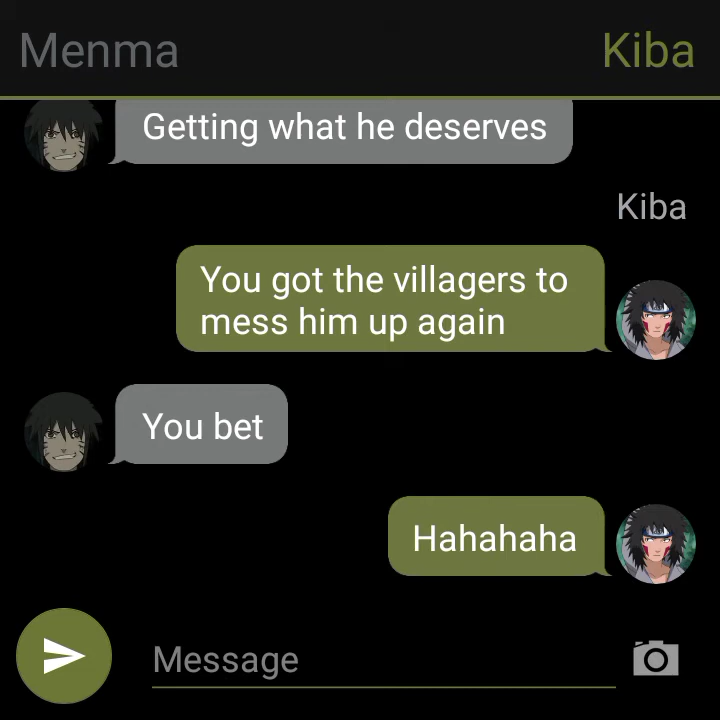 Menma
Kiba
Getting what he deserves
Kiba
You got the villagers to
mess him up again
You bet
Hahahaha
Message